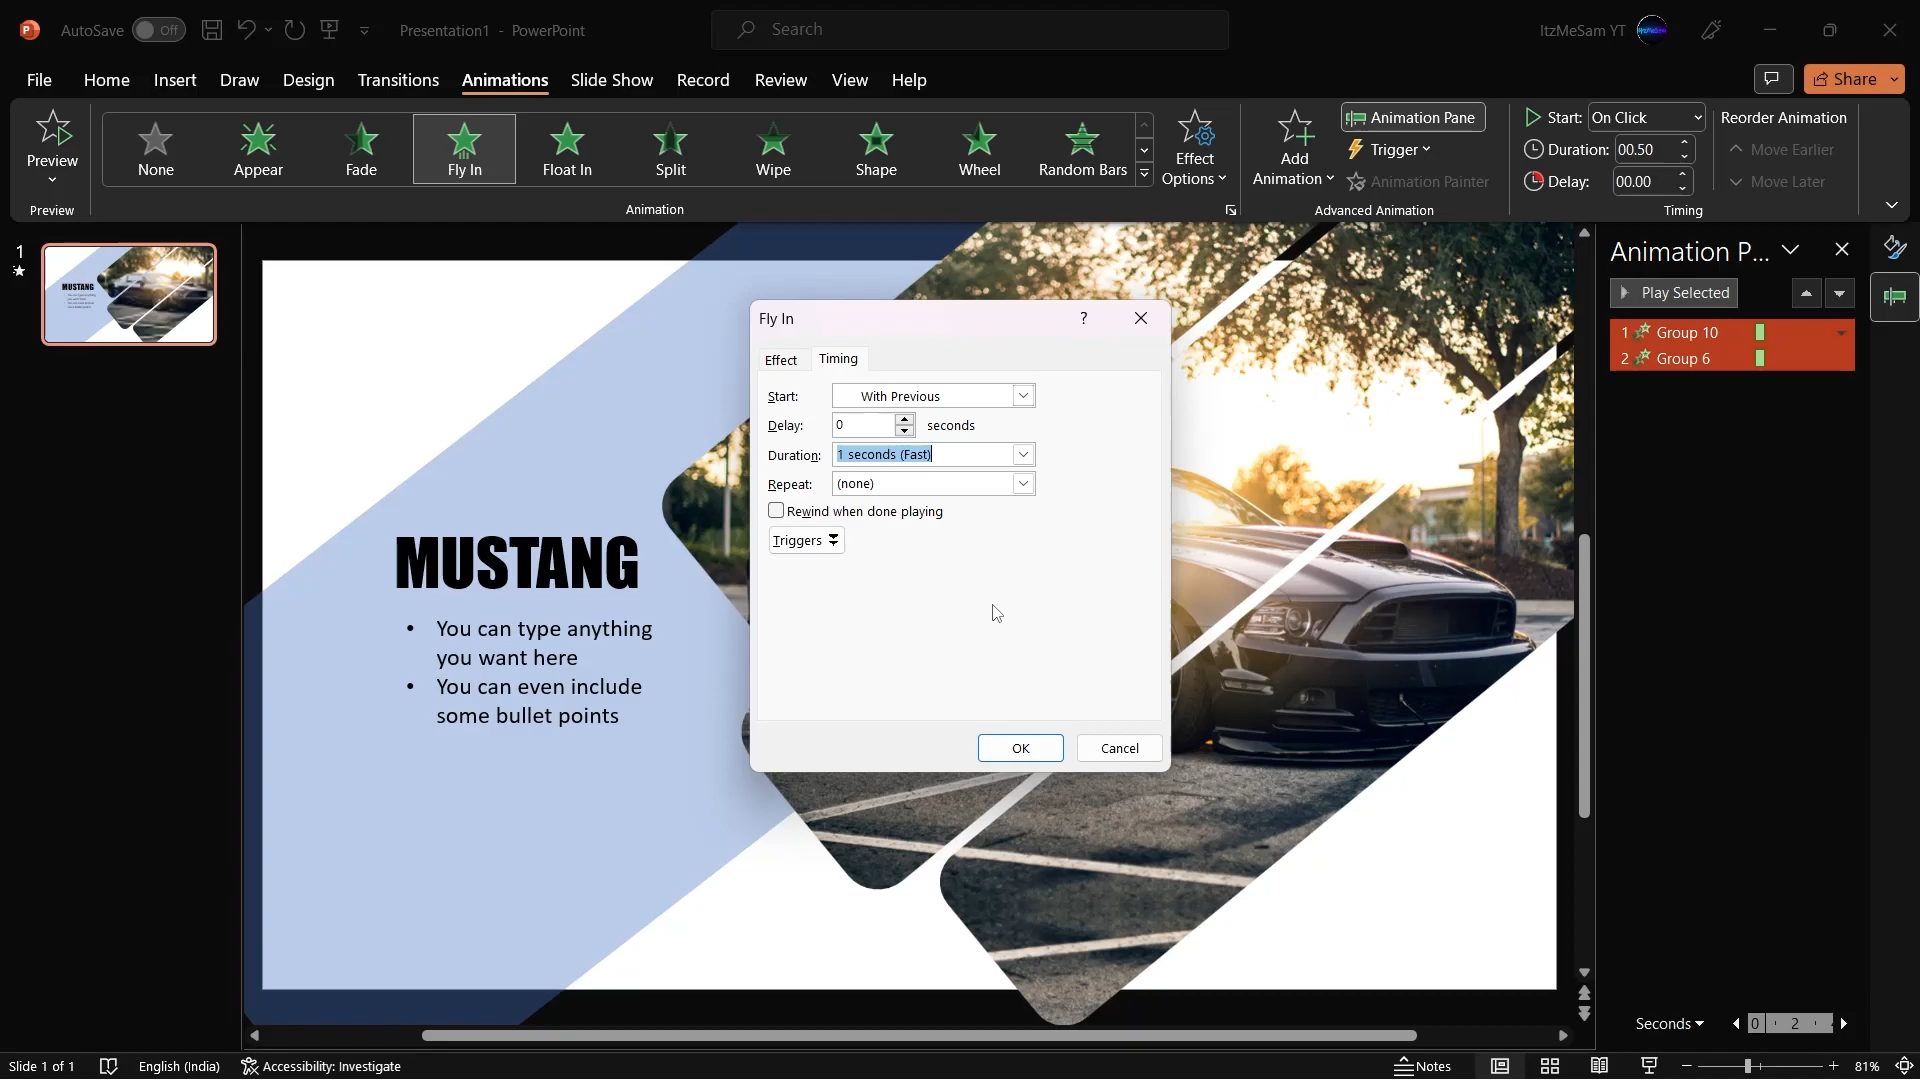 AutoSave Off Presentation1 - PowerPoint Search ItzMeSam YT
File Home Insert Draw Design Transitions Animations Slide Show Record Review View Help Share
Preview
Preview
None Appear Fade Fly In Float In Split Wipe Shape Wheel Random Bars
Animation
Effect
Options
Add
Animation
Animation Pane
Trigger
Animation Painter
Advanced Animation
Start: On Click
Duration: 00.50
Delay: 00.00
Timing
Reorder Animation
Move Earlier
Move Later
1
MUSTANG
• You can type anything
you want here
• You can even include
some bullet points
Fly In ?
Effect Timing
Start: With Previous
Delay: 0 seconds
Duration: 1 seconds (Fast)
Repeat: (none)
Rewind when done playing
Triggers
OK Cancel
Animation P...
Play Selected
1 Group 10
2 Group 6
Seconds 0 2
Slide 1 of 1 English (India) Accessibility: Investigate Notes 81%